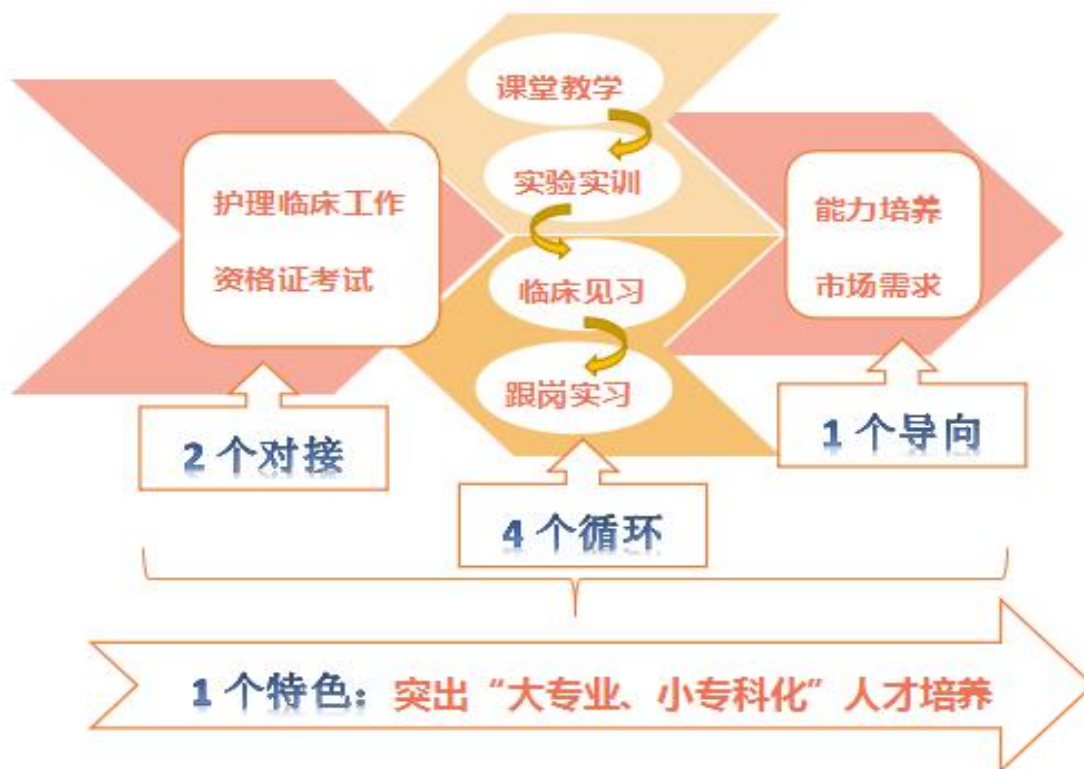 护理临床工作
资格证考试
2 个对接
课堂教学
实验实训
临床见习
跟岗实习
4 个循环
能力培养
市场需求
1 个导向
1 个特色：突出“大专业、小专科化”人才培养